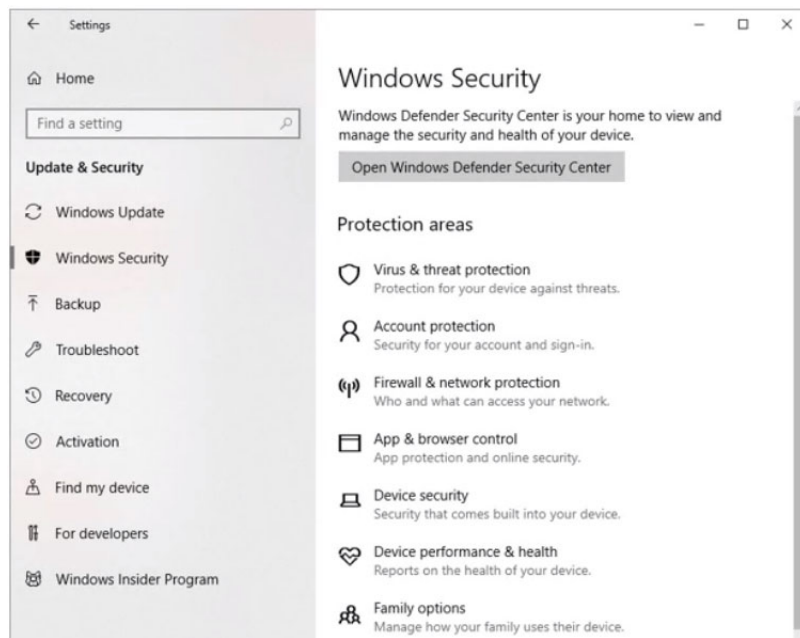 Settings
Home
Find a setting
Update & Security
Windows Update
Windows Security
Backup
Troubleshoot
Recovery
Activation
Find my device
For developers
Windows Insider Program
Windows Security
Windows Defender Security Center is your home to view and
manage the security and health of your device.
Open Windows Defender Security Center
Protection areas
Virus & threat protection
Protection for your device against threats.
Account protection
Security for your account and sign-in.
Firewall & network protection
Who and what can access your network.
App & browser control
App protection and online security.
Device security
Security that comes built into your device.
Device performance & health
Reports on the health of your device.
Family options
Manage how your family uses their device.